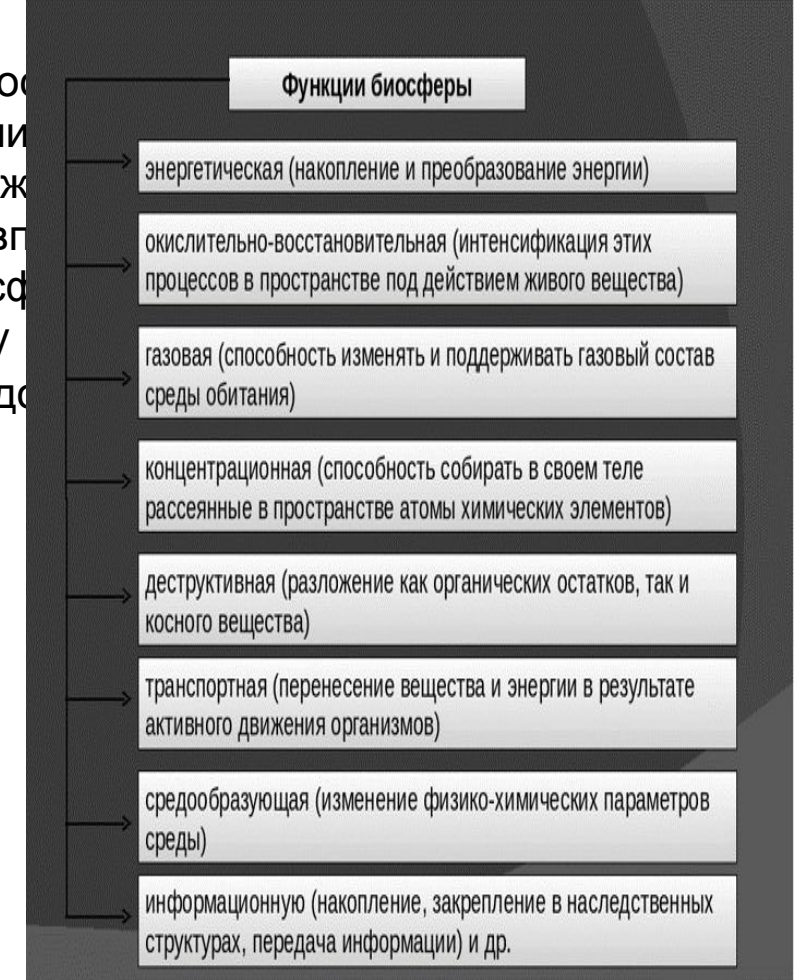 Функции биосферы
энергетическая (накопление и преобразование энергии)
окислительно-восстановительная (интенсификация этих
процессов в пространстве под действием живого вещества)
газовая (способность изменять и поддерживать газовый состав
среды обитания)
концентрационная (способность собирать в своем теле
рассеянные в пространстве атомы химических элементов)
деструктивная (разложение как органических остатков, так и
косного вещества)
транспортная (перенесение вещества и энергии в результате
активного движения организмов)
средообразующая (изменение физико-химических параметров
среды)
информационную (накопление, закрепление в наследственных
структурах, передача информации) и др.